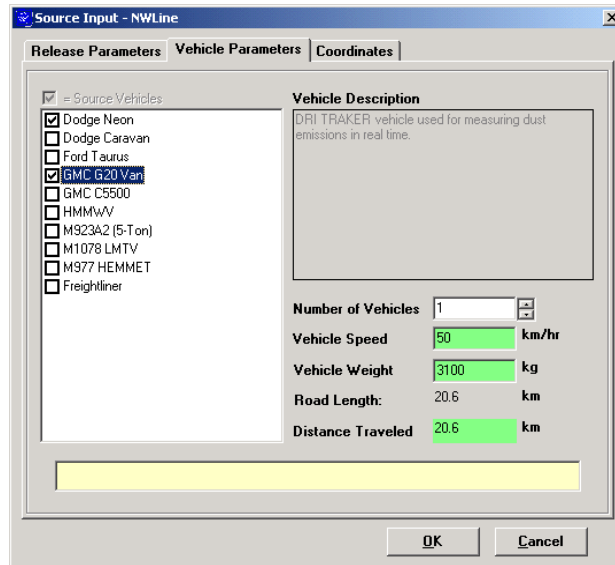 Source Input - NWLine
Release Parameters Vehicle Parameters Coordinates
= Source Vehicles
Dodge Neon
Dodge Caravan
Ford Taurus
GMC G20 Van
GMC C5500
HMMWV
M923A2 (5-Ton)
M1078 LMTV
M977 HEMMET
Freightliner
Vehicle Description
DRI TRAKER vehicle used for measuring dust
emissions in real time.
Number of Vehicles 1
Vehicle Speed 50 km/hr
Vehicle Weight 3100 kg
Road Length: 20.6 km
Distance Traveled 20.6 km
OK Cancel